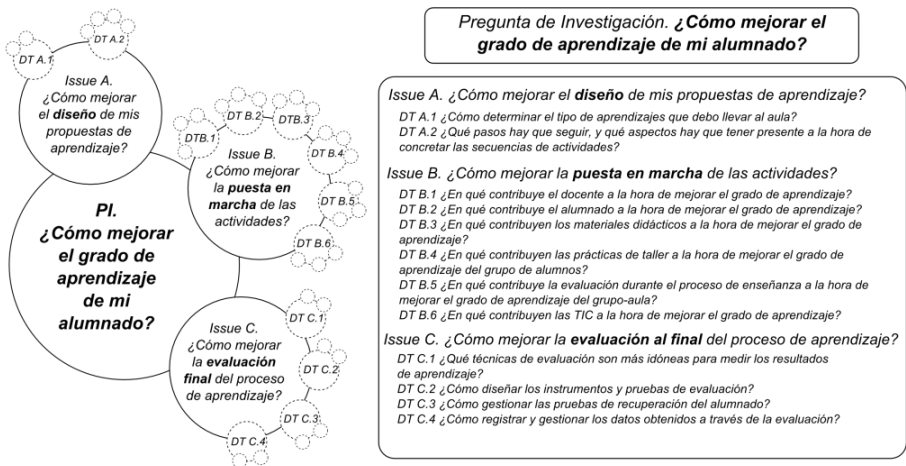 DT A.1
DT A.2
Issue A.
¿Cómo mejorar
el diseño de mis
propuestas de
aprendizaje?
DTB.1
DT B.2
DTB.3
DT B.4
DT B.5
DT B.6
Issue B.
¿Cómo mejorar
la puesta en
marcha de las
actividades?
PI.
¿Cómo mejorar
el grado de
aprendizaje
de mi
alumnado?
Issue C.
¿Cómo mejorar
la evaluación
final del proceso
de aprendizaje?
DT C.1
DT C.2
DT C.3
DT C.4
Pregunta de Investigación. ¿Cómo mejorar el
grado de aprendizaje de mi alumnado?
Issue A. ¿Cómo mejorar el diseño de mis propuestas de aprendizaje?
DT A.1 ¿Cómo determinar el tipo de aprendizajes que debo llevar al aula?
DT A.2 ¿Qué pasos hay que seguir, y qué aspectos hay que tener presente a la hora de
concretar las secuencias de actividades?
Issue B. ¿Cómo mejorar la puesta en marcha de las actividades?
DT B.1 ¿En qué contribuye el docente a la hora de mejorar el grado de aprendizaje?
DT B.2 ¿En qué contribuye el alumnado a la hora de mejorar el grado de aprendizaje?
DT B.3 ¿En qué contribuyen los materiales didácticos a la hora de mejorar el grado de
aprendizaje?
DT B.4 ¿En qué contribuyen las prácticas de taller a la hora de mejorar el grado de
aprendizaje del grupo de alumnos?
DT B.5 ¿En qué contribuye la evaluación durante el proceso de enseñanza a la hora de
mejorar el grado de aprendizaje del grupo-aula?
DT B.6 ¿En qué contribuyen las TIC a la hora de mejorar el grado de aprendizaje?
Issue C. ¿Cómo mejorar la evaluación al final del proceso de aprendizaje?
DT C.1 ¿Qué técnicas de evaluación son más idóneas para medir los resultados
de aprendizaje?
DT C.2 ¿Cómo diseñar los instrumentos y pruebas de evaluación?
DT C.3 ¿Cómo gestionar las pruebas de recuperación del alumnado?
DT C.4 ¿Cómo registrar y gestionar los datos obtenidos a través de la evaluación?